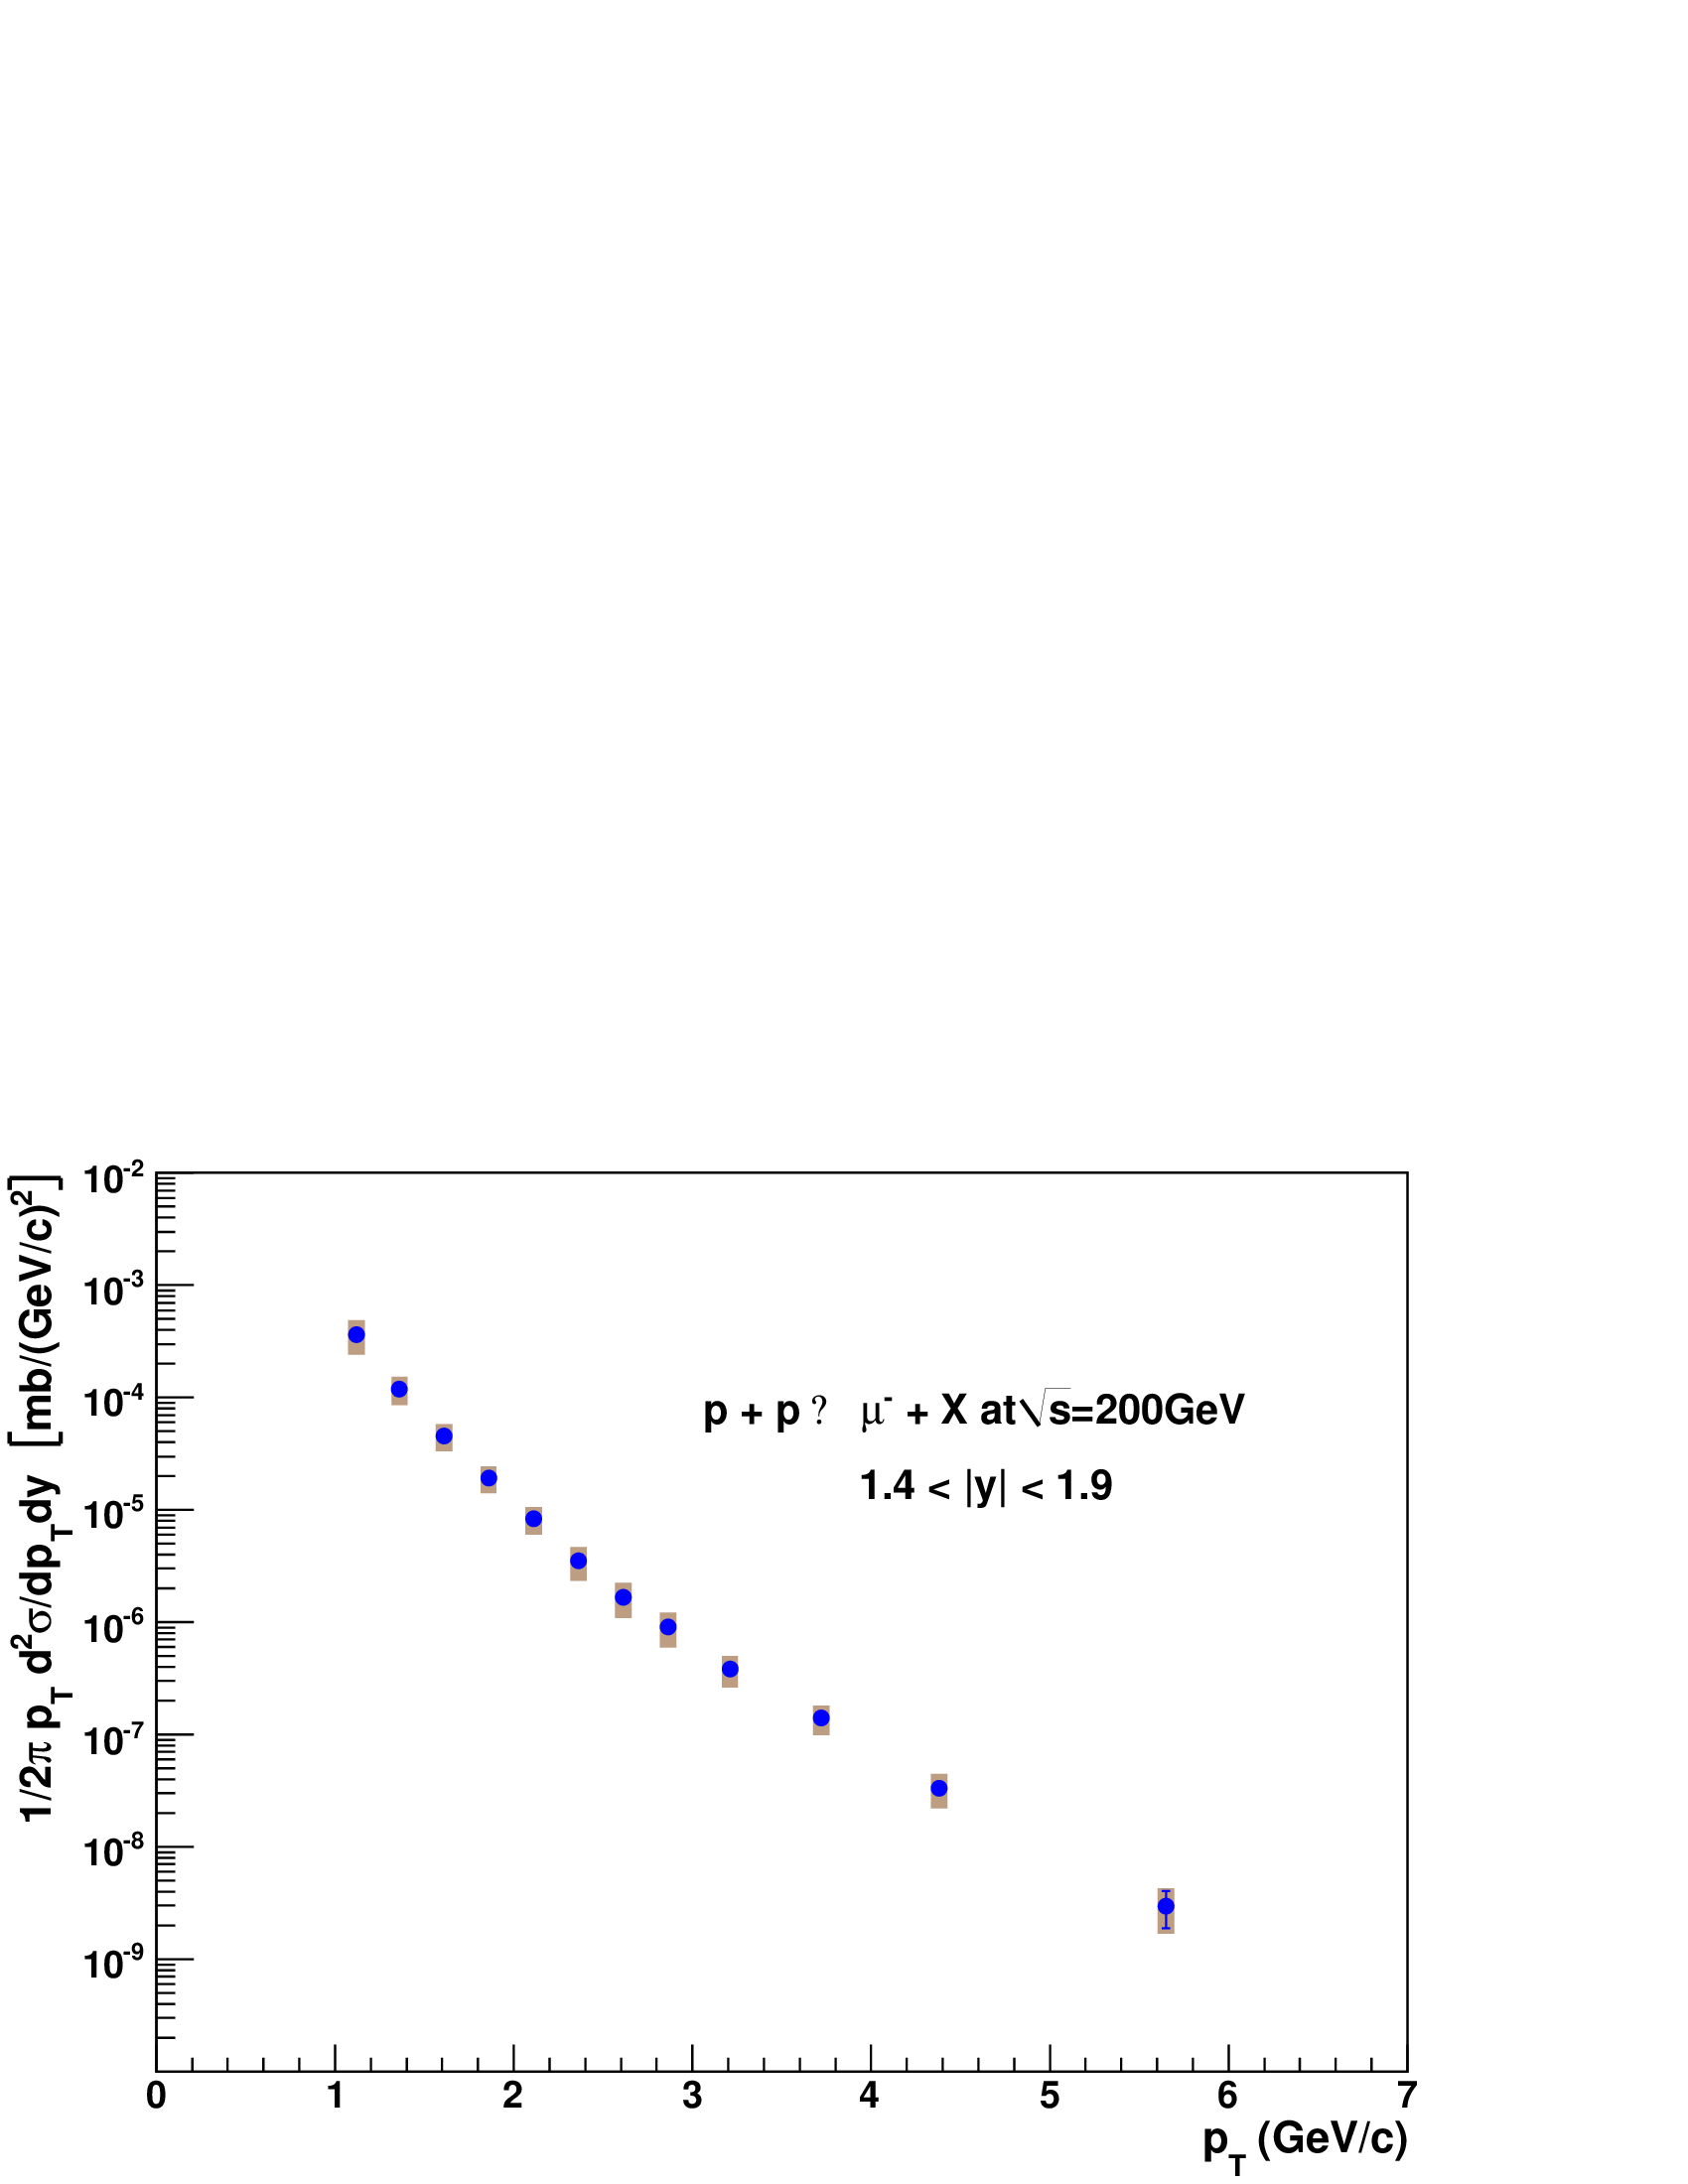 10⁻²
10⁻³
10⁻⁴
10⁻⁵
10⁻⁶
10⁻⁷
10⁻⁸
10⁻⁹
1/2π p_T d²σ/dp_Tdy [mb/(GeV/c)²]
p + p ? μ⁻ + X at √s=200GeV
1.4 < |y| < 1.9
0 1 2 3 4 5 6 7
p_T (GeV/c)